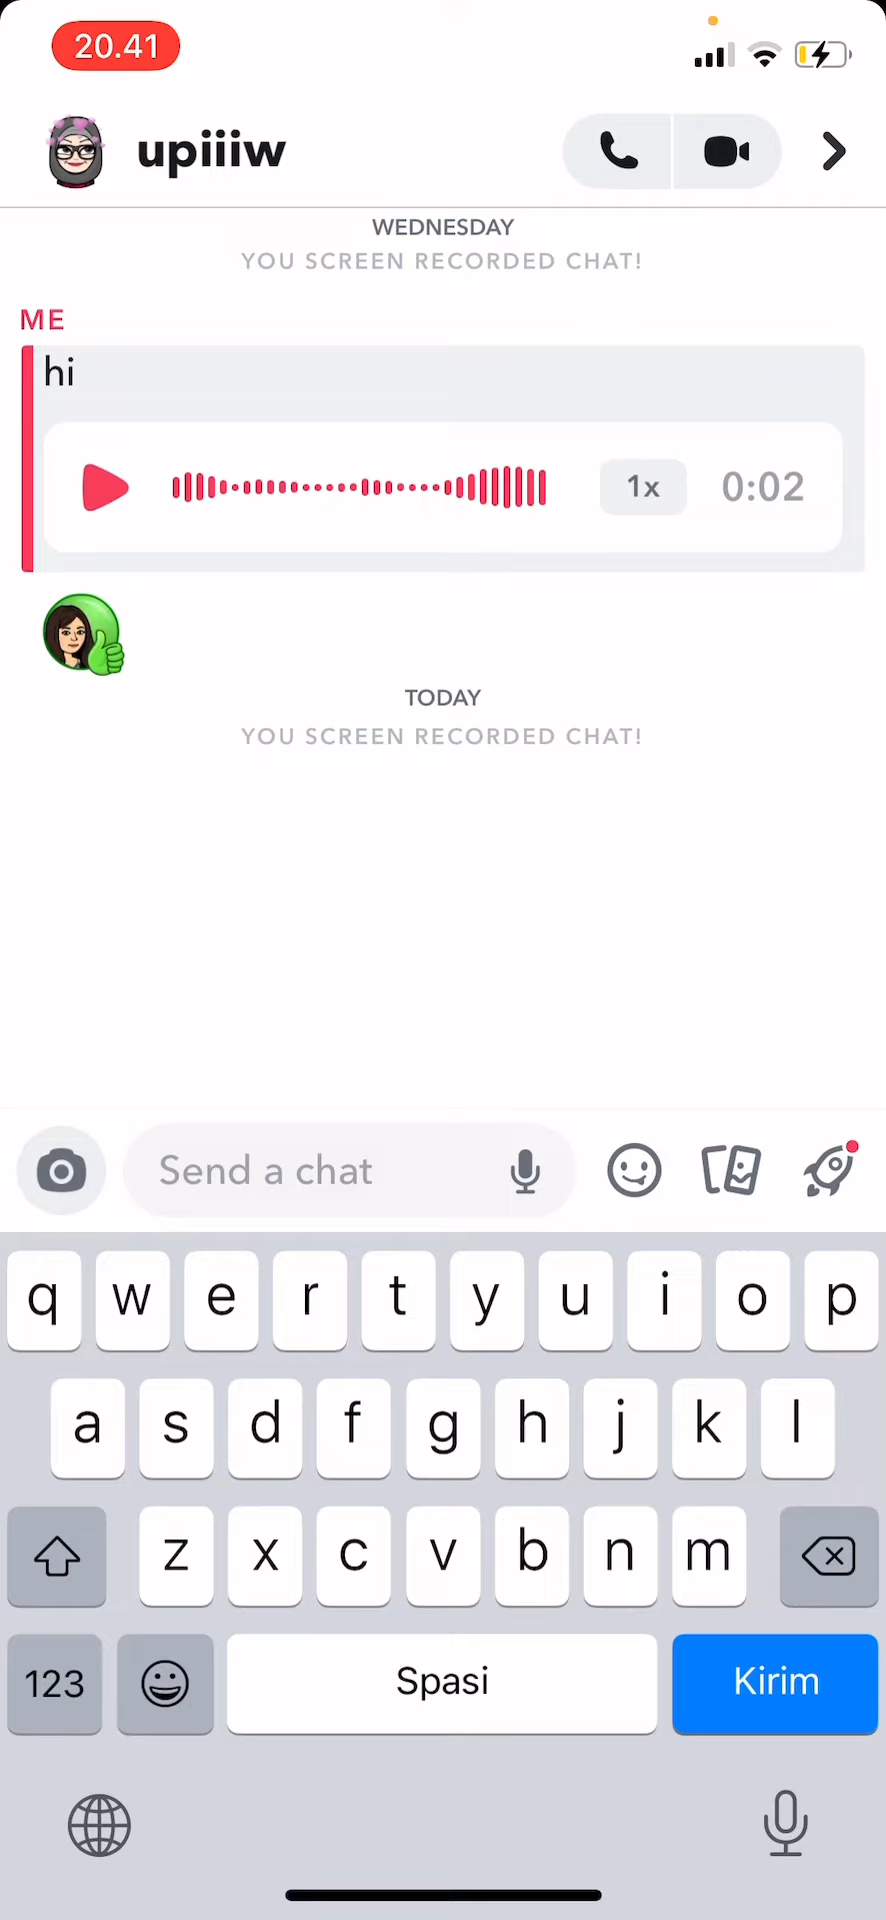 20.41
upiiiw
WEDNESDAY
YOU SCREEN RECORDED CHAT!
ME
hi
1x 0:02
TODAY
YOU SCREEN RECORDED CHAT!
Send a chat
q w e r t y u i o p
a s d f g h j k l
z x c v b n m
123 Spasi Kirim